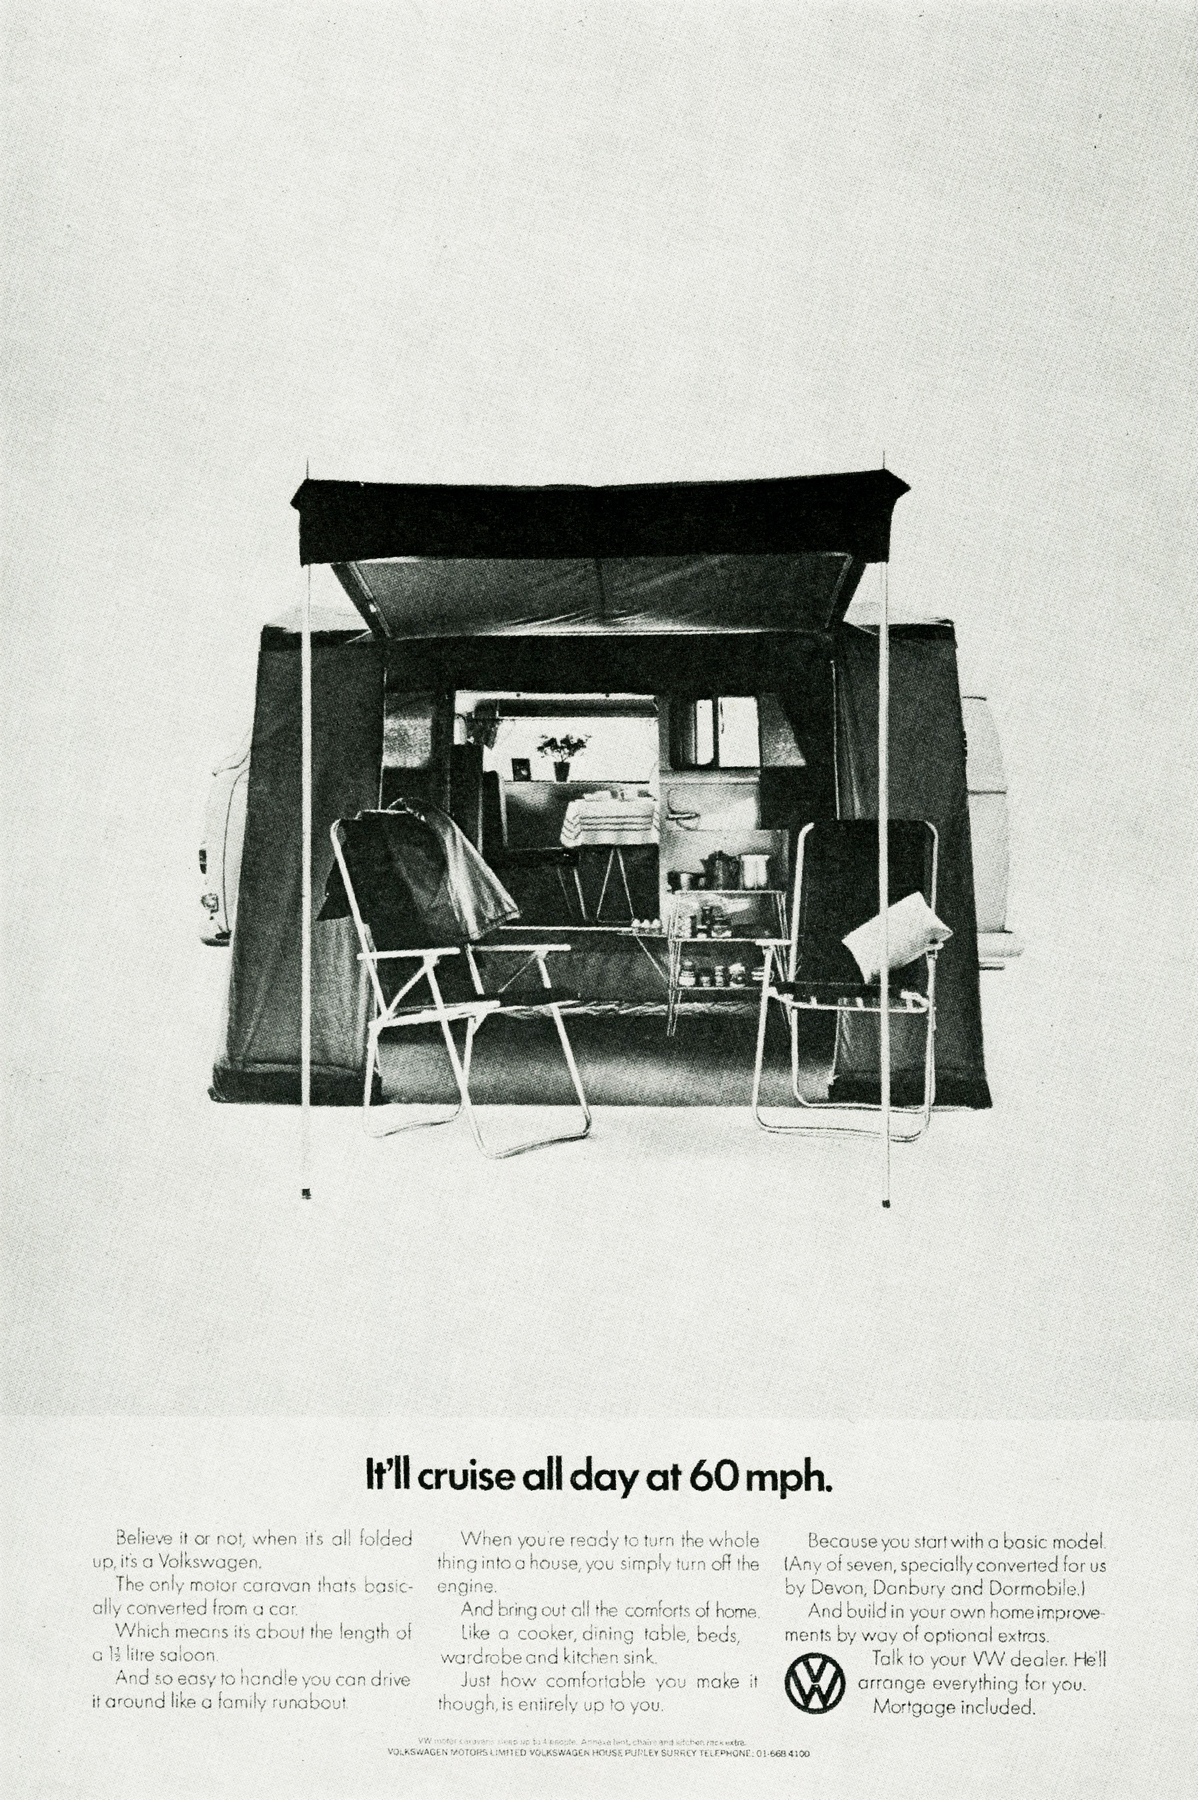 It'll cruise all day at 60 mph.
Believe it or not, when it's all folded
up, it's a Volkswagen.
The only motor caravan thats basic-
ally converted from a car.
Which means its about the length of
a 1½ litre saloon.
And so easy to handle you can drive
it around like a family runabout.
When you're ready to turn the whole
thing into a house, you simply turn off the
engine.
And bring out all the comforts of home.
Like a cooker, dining table, beds,
wardrobe and kitchen sink.
Just how comfortable you make it
though, is entirely up to you.
Because you start with a basic model.
(Any of seven, specially converted for us
by Devon, Danbury and Dormobile.)
And build in your own home improve-
ments by way of optional extras.
Talk to your VW dealer. He'll
arrange everything for you.
Mortgage included.
VW motor caravans sleep up to 4 people. Annexe tent, chairs and kitchen rack extra.
VOLKSWAGEN MOTORS LIMITED VOLKSWAGEN HOUSE PURLEY SURREY TELEPHONE: 01-668 4100